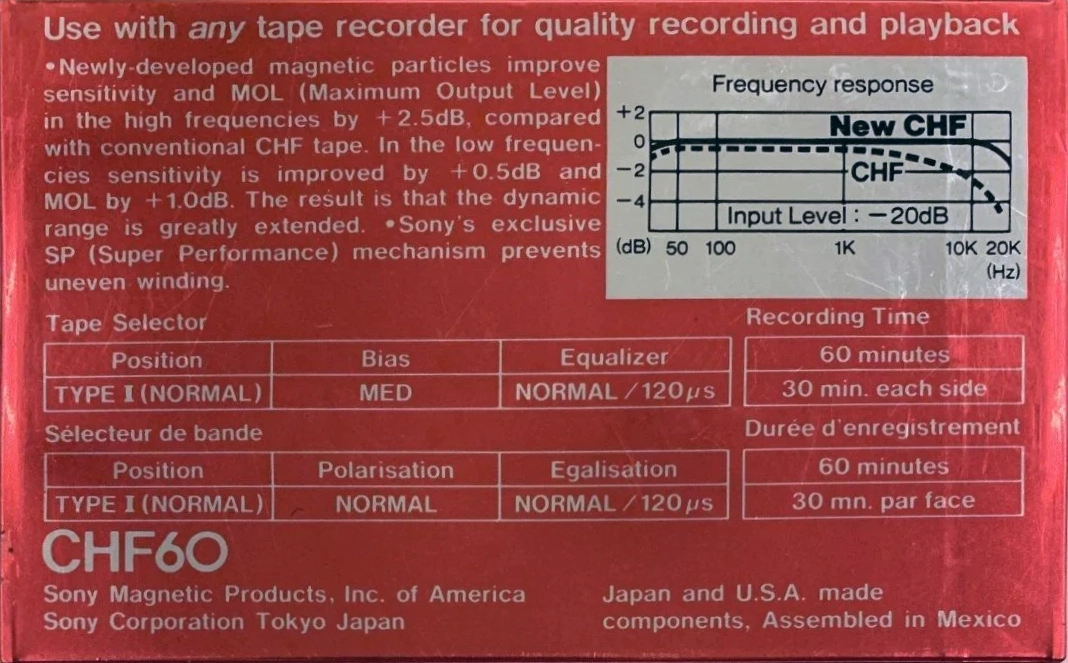 Use with any tape recorder for quality recording and playback
•Newly-developed magnetic particles improve
sensitivity and MOL (Maximum Output Level)
in the high frequencies by +2.5dB, compared
with conventional CHF tape. In the low frequen-
cies sensitivity is improved by +0.5dB and
MOL by +1.0dB. The result is that the dynamic
range is greatly extended. •Sony's exclusive
SP (Super Performance) mechanism prevents
uneven winding.
Frequency response
+2
New CHF
0
−2
CHF
−4
Input Level : −20dB
(dB) 50 100 1K 10K 20K
(Hz)
Tape Selector
Position Bias Equalizer
TYPE I (NORMAL) MED NORMAL / 120μs
Recording Time
60 minutes
30 min. each side
Sélecteur de bande
Position Polarisation Egalisation
TYPE I (NORMAL) NORMAL NORMAL / 120μs
Durée d'enregistrement
60 minutes
30 mn. par face
CHF60
Sony Magnetic Products, Inc. of America
Sony Corporation Tokyo Japan
Japan and U.S.A. made
components, Assembled in Mexico